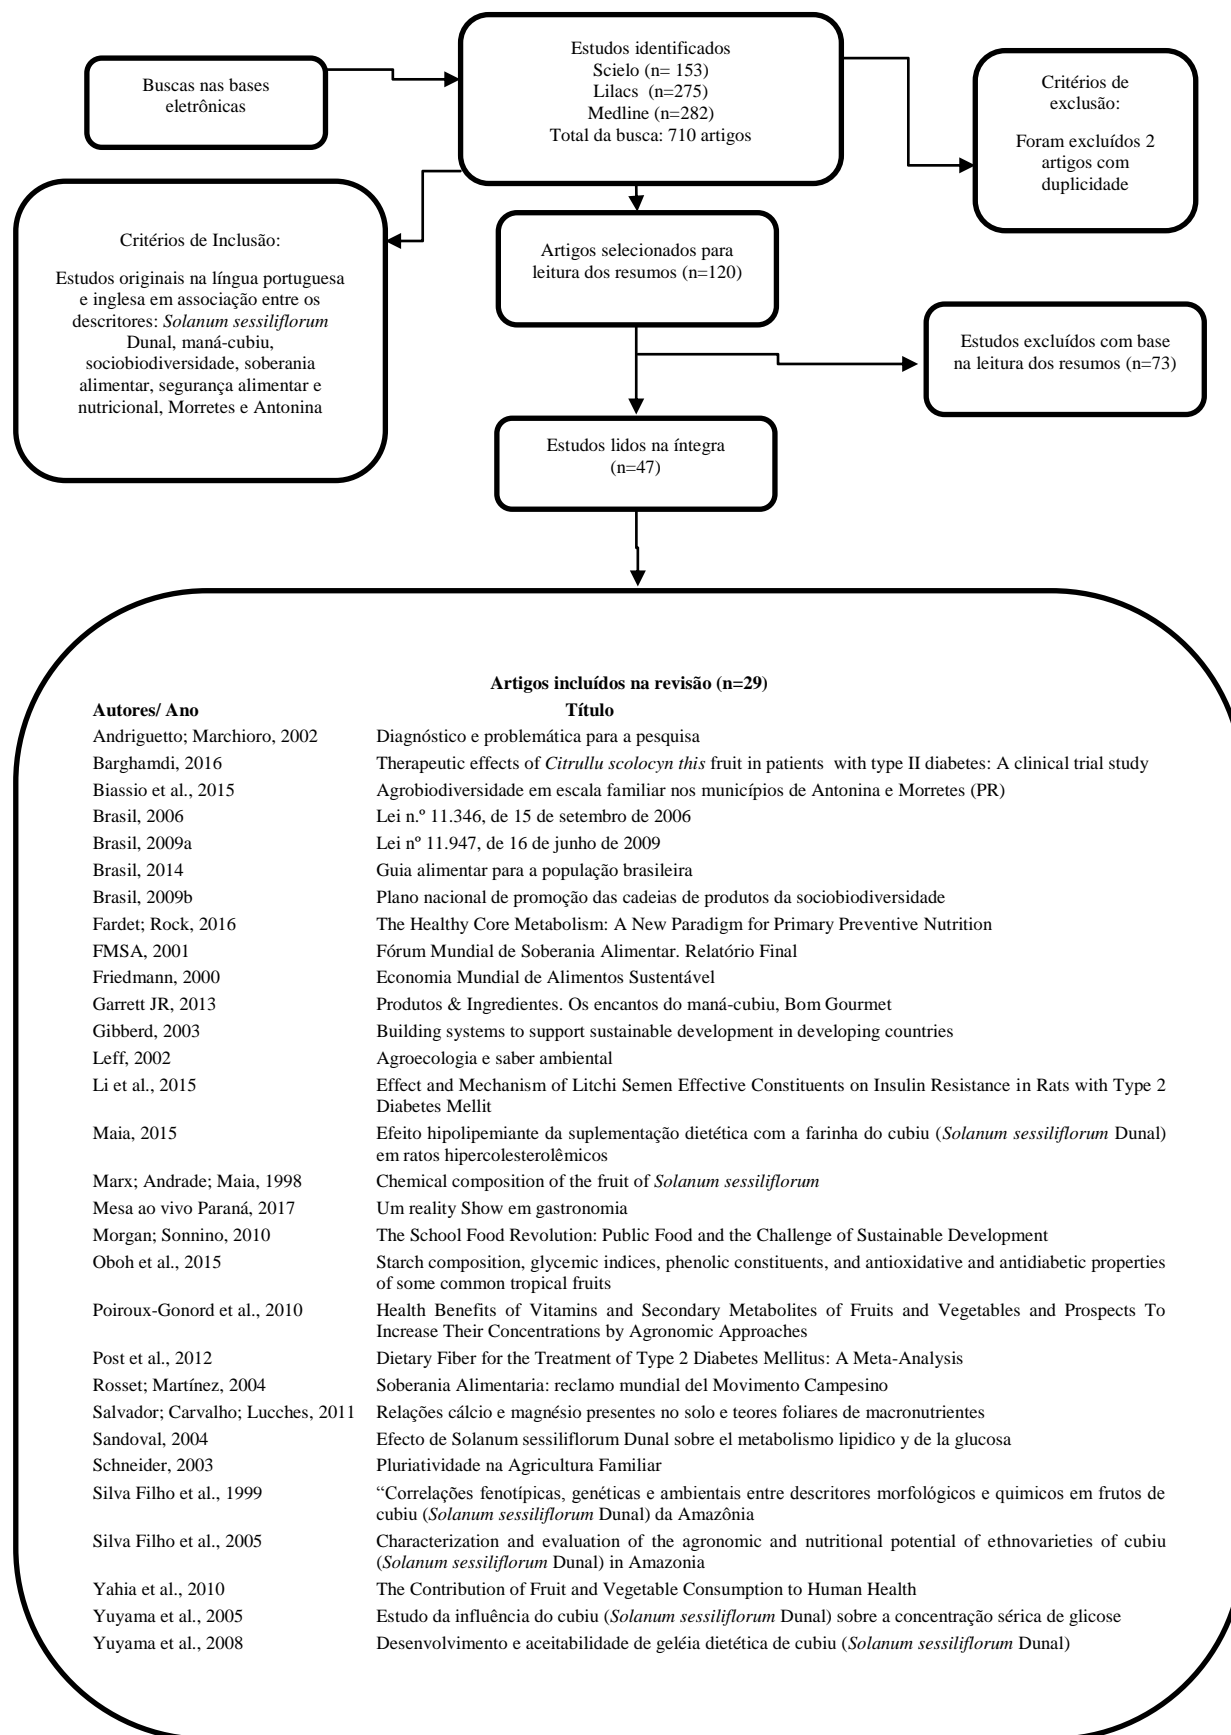 Buscas nas bases
eletrônicas
Estudos identificados
Scielo (n= 153)
Lilacs (n=275)
Medline (n=282)
Total da busca: 710 artigos
Critérios de
exclusão:
Foram excluídos 2
artigos com
duplicidade
Critérios de Inclusão:
Estudos originais na língua portuguesa
e inglesa em associação entre os
descritores: Solanum sessiliflorum
Dunal, maná-cubiu,
sociobiodiversidade, soberania
alimentar, segurança alimentar e
nutricional, Morretes e Antonina
Artigos selecionados para
leitura dos resumos (n=120)
Estudos excluídos com base
na leitura dos resumos (n=73)
Estudos lidos na íntegra
(n=47)
Artigos incluídos na revisão (n=29)
Autores/ Ano Título
Andriguetto; Marchioro, 2002 Diagnóstico e problemática para a pesquisa
Barghamdi, 2016 Therapeutic effects of Citrullu scolocyn this fruit in patients with type II diabetes: A clinical trial study
Biassio et al., 2015 Agrobiodiversidade em escala familiar nos municípios de Antonina e Morretes (PR)
Brasil, 2006 Lei n.º 11.346, de 15 de setembro de 2006
Brasil, 2009a Lei nº 11.947, de 16 de junho de 2009
Brasil, 2014 Guia alimentar para a população brasileira
Brasil, 2009b Plano nacional de promoção das cadeias de produtos da sociobiodiversidade
Fardet; Rock, 2016 The Healthy Core Metabolism: A New Paradigm for Primary Preventive Nutrition
FMSA, 2001 Fórum Mundial de Soberania Alimentar. Relatório Final
Friedmann, 2000 Economia Mundial de Alimentos Sustentável
Garrett JR, 2013 Produtos & Ingredientes. Os encantos do maná-cubiu, Bom Gourmet
Gibberd, 2003 Building systems to support sustainable development in developing countries
Leff, 2002 Agroecologia e saber ambiental
Li et al., 2015 Effect and Mechanism of Litchi Semen Effective Constituents on Insulin Resistance in Rats with Type 2
Diabetes Mellit
Maia, 2015 Efeito hipolipemiante da suplementação dietética com a farinha do cubiu (Solanum sessiliflorum Dunal)
em ratos hipercolesterolêmicos
Marx; Andrade; Maia, 1998 Chemical composition of the fruit of Solanum sessiliflorum
Mesa ao vivo Paraná, 2017 Um reality Show em gastronomia
Morgan; Sonnino, 2010 The School Food Revolution: Public Food and the Challenge of Sustainable Development
Oboh et al., 2015 Starch composition, glycemic indices, phenolic constituents, and antioxidative and antidiabetic properties
of some common tropical fruits
Poiroux-Gonord et al., 2010 Health Benefits of Vitamins and Secondary Metabolites of Fruits and Vegetables and Prospects To
Increase Their Concentrations by Agronomic Approaches
Post et al., 2012 Dietary Fiber for the Treatment of Type 2 Diabetes Mellitus: A Meta-Analysis
Rosset; Martínez, 2004 Soberania Alimentaria: reclamo mundial del Movimento Campesino
Salvador; Carvalho; Lucches, 2011 Relações cálcio e magnésio presentes no solo e teores foliares de macronutrientes
Sandoval, 2004 Efecto de Solanum sessiliflorum Dunal sobre el metabolismo lipidico y de la glucosa
Schneider, 2003 Pluriatividade na Agricultura Familiar
Silva Filho et al., 1999 “Correlações fenotípicas, genéticas e ambientais entre descritores morfológicos e quimicos em frutos de
cubiu (Solanum sessiliflorum Dunal) da Amazônia
Silva Filho et al., 2005 Characterization and evaluation of the agronomic and nutritional potential of ethnovarieties of cubiu
(Solanum sessiliflorum Dunal) in Amazonia
Yahia et al., 2010 The Contribution of Fruit and Vegetable Consumption to Human Health
Yuyama et al., 2005 Estudo da influência do cubiu (Solanum sessiliflorum Dunal) sobre a concentração sérica de glicose
Yuyama et al., 2008 Desenvolvimento e aceitabilidade de geléia dietética de cubiu (Solanum sessiliflorum Dunal)